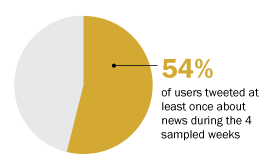 54%
of users tweeted at
least once about
news during the 4
sampled weeks